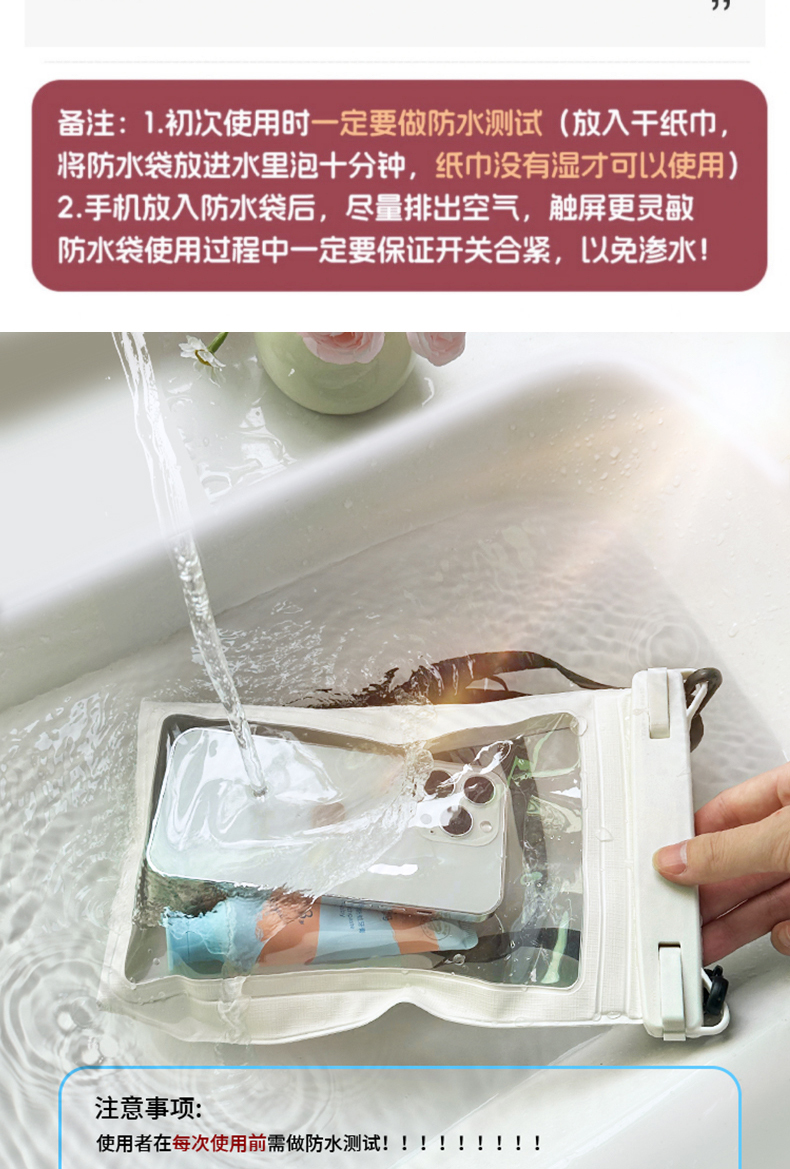 ”
备注：1.初次使用时一定要做防水测试（放入干纸巾，
将防水袋放进水里泡十分钟，纸巾没有湿才可以使用）
2.手机放入防水袋后，尽量排出空气，触屏更灵敏
防水袋使用过程中一定要保证开关合紧，以免渗水！
注意事项:
使用者在每次使用前需做防水测试！！！！！！！！！